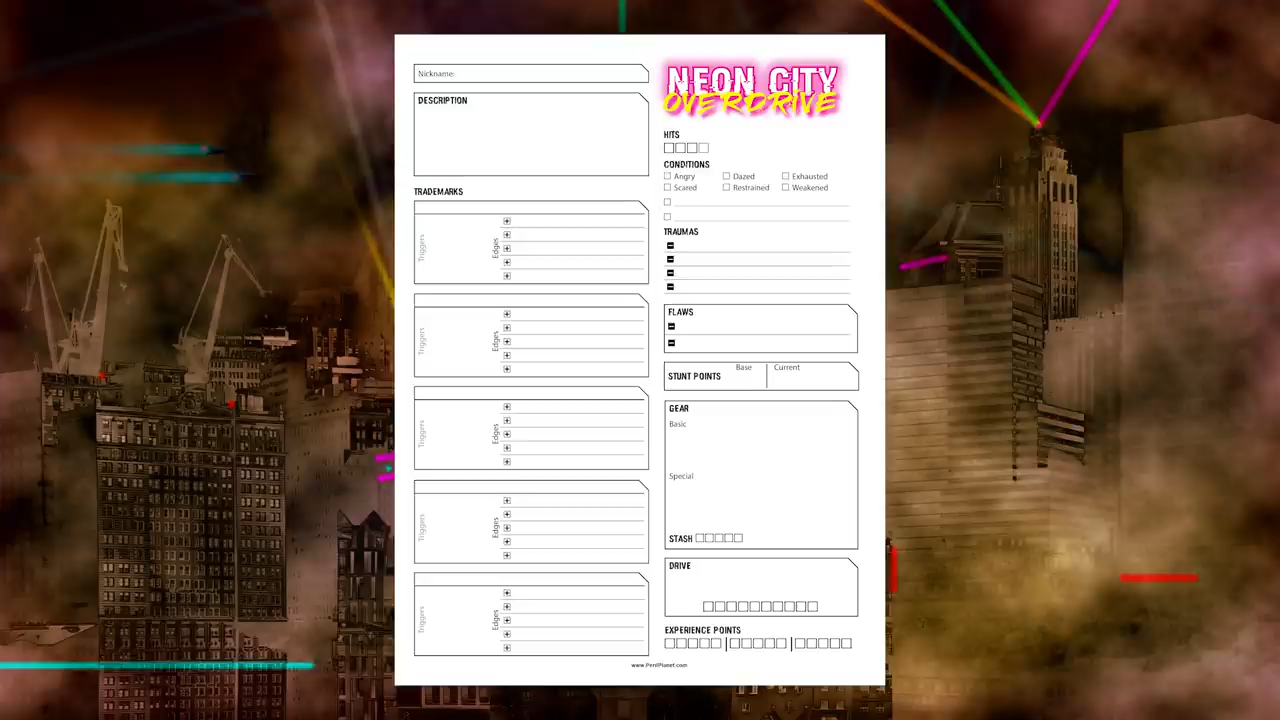 Nickname:
DESCRIPTION
TRADEMARKS
Triggers
Edges
Triggers
Edges
Triggers
Edges
Triggers
Edges
Triggers
Edges
NEON CITY
OVERDRIVE
HITS
CONDITIONS
Angry Dazed Exhausted
Scared Restrained Weakened
TRAUMAS
FLAWS
STUNT POINTS Base Current
GEAR
Basic
Special
STASH
DRIVE
EXPERIENCE POINTS
www.PerilPlanet.com